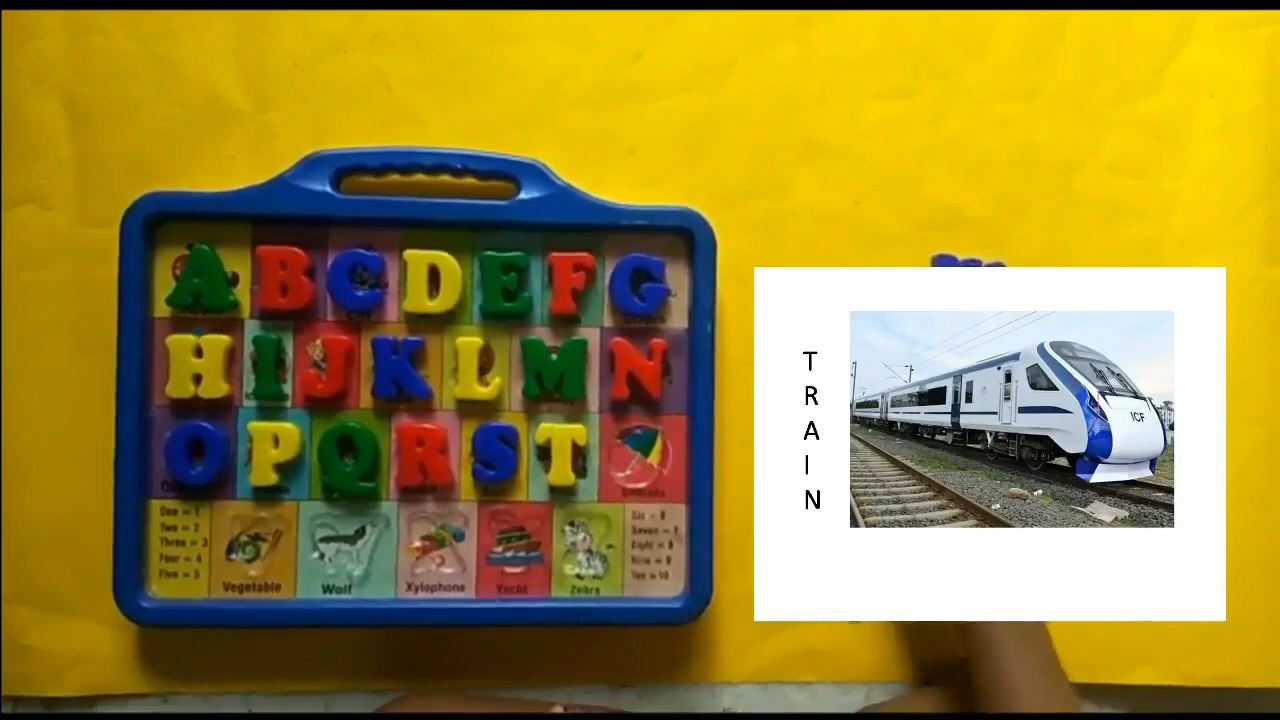 A B C D E F G
H I J K L M N
O P Q R S T
Umbrella
One = 1
Two = 2
Three = 3
Four = 4
Five = 5
Vegetable
Wolf
Xylophone
Yacht
Zebra
Six = 6
Seven = 7
Eight = 8
Nine = 9
Ten = 10
T
R
A
I
N
ICF